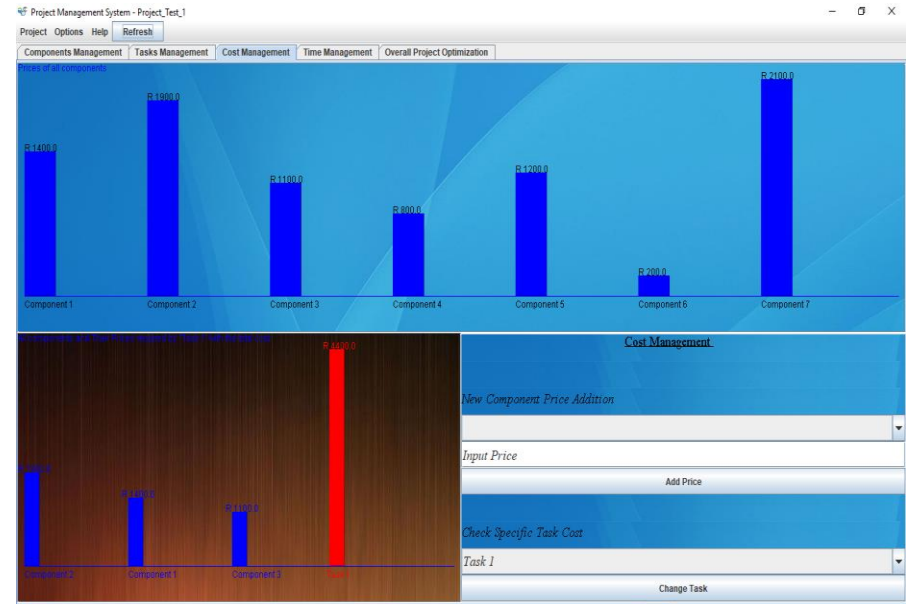 Project Management System - Project_Test_1
Project Options Help Refresh
Components Management Tasks Management Cost Management Time Management Overall Project Optimization
Prices of all components
R 2100.0
R 1900.0
R 1400.0
R 1200.0
R 1100.0
R 800.0
R 200.0
Component 1 Component 2 Component 3 Component 4 Component 5 Component 6 Component 7
R 4400.0
R 1400.0
R 1100.0
Component 2 Component 1 Component 3
Cost Management
New Component Price Addition
Input Price
Add Price
Check Specific Task Cost
Task 1
Change Task